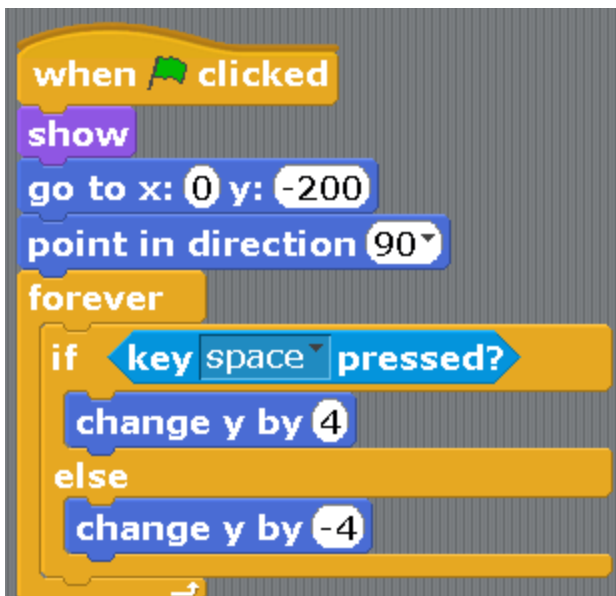 when clicked
show
go to x: 0 y: -200
point in direction 90
forever
if key space pressed?
change y by 4
else
change y by -4